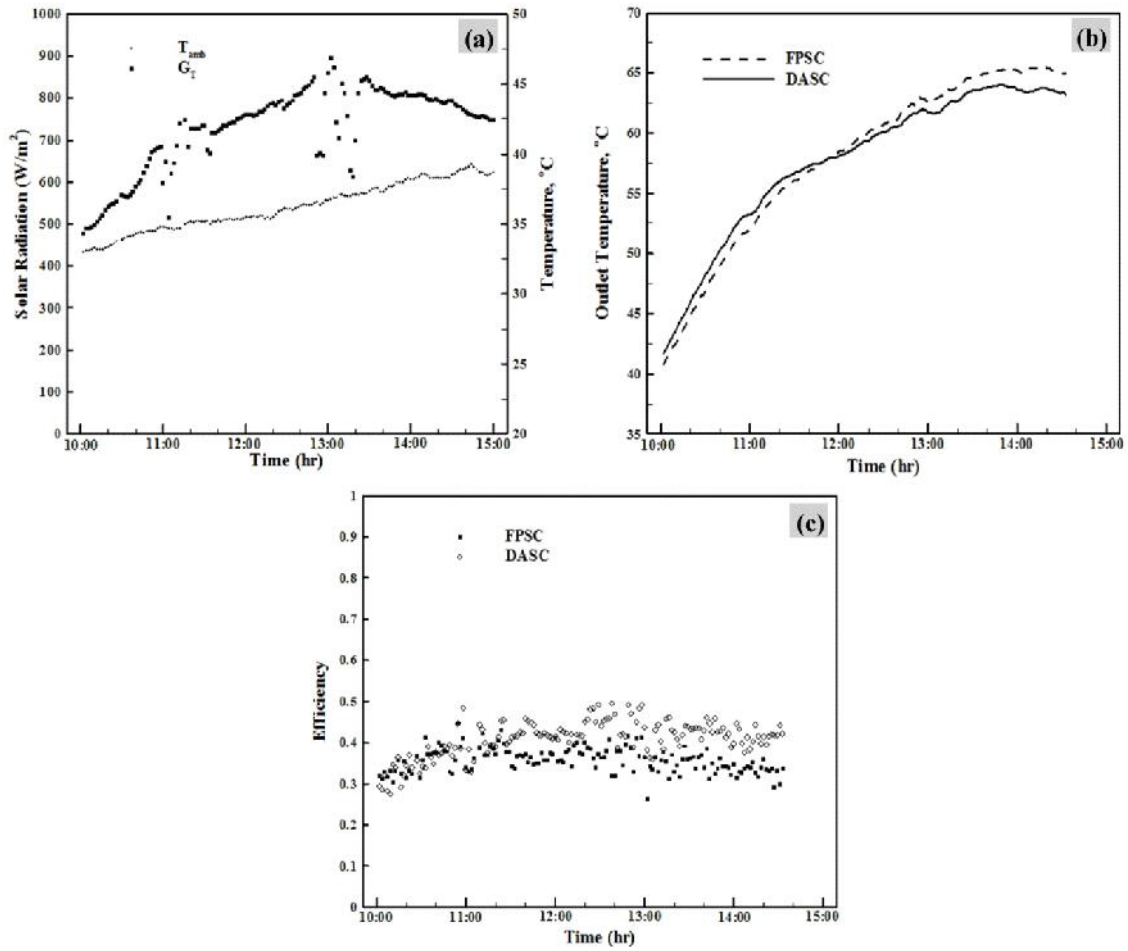 (a)
T_amb
G_T
1000
900
800
700
600
500
400
300
200
100
0
Solar Radiation (W/m²)
50
45
40
35
30
25
20
Temperature, °C
10:00 11:00 12:00 13:00 14:00 15:00
Time (hr)
(b)
FPSC
DASC
70
65
60
55
50
45
40
35
Outlet Temperature, °C
10:00 11:00 12:00 13:00 14:00 15:00
Time (hr)
(c)
FPSC
DASC
1
0.9
0.8
0.7
0.6
0.5
0.4
0.3
0.2
0.1
0
Efficiency
10:00 11:00 12:00 13:00 14:00 15:00
Time (hr)